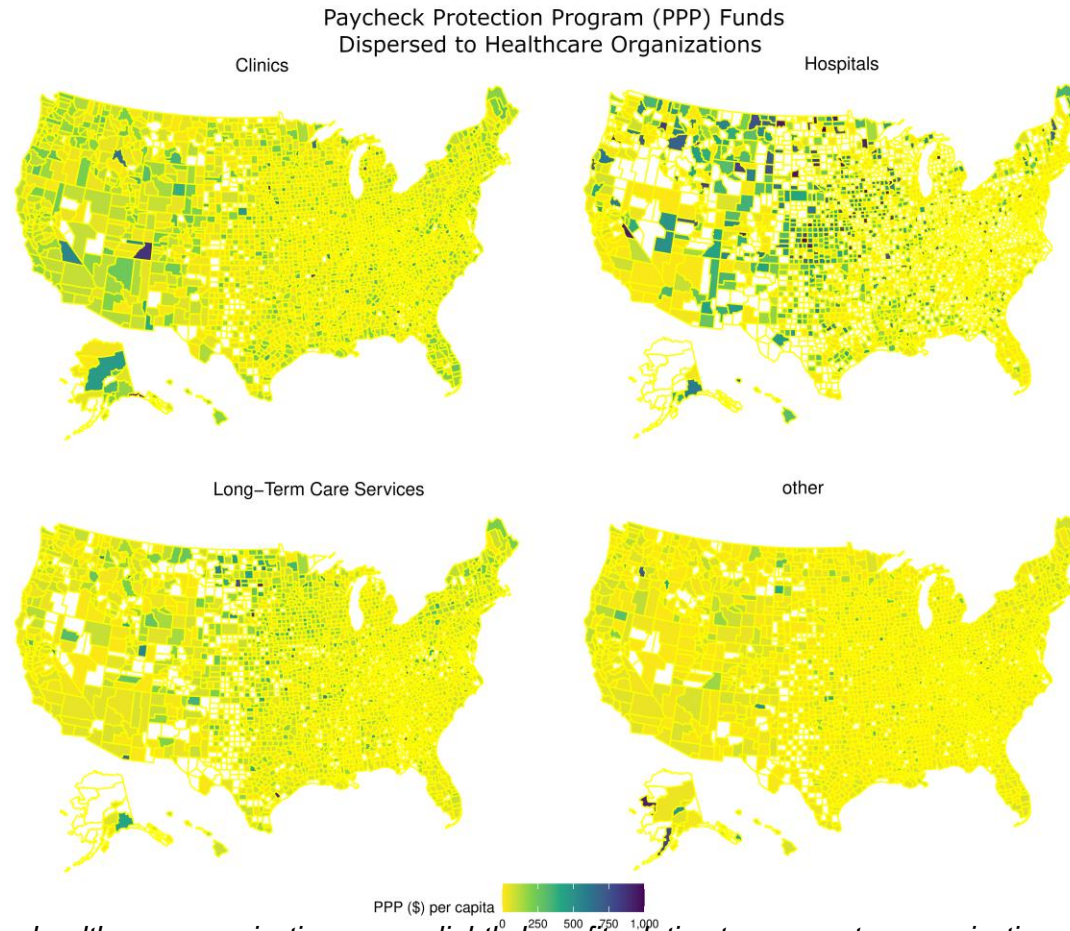 Paycheck Protection Program (PPP) Funds
Dispersed to Healthcare Organizations
Clinics
Hospitals
Long−Term Care Services
other
PPP ($) per capita
0 250 500 750 1,000